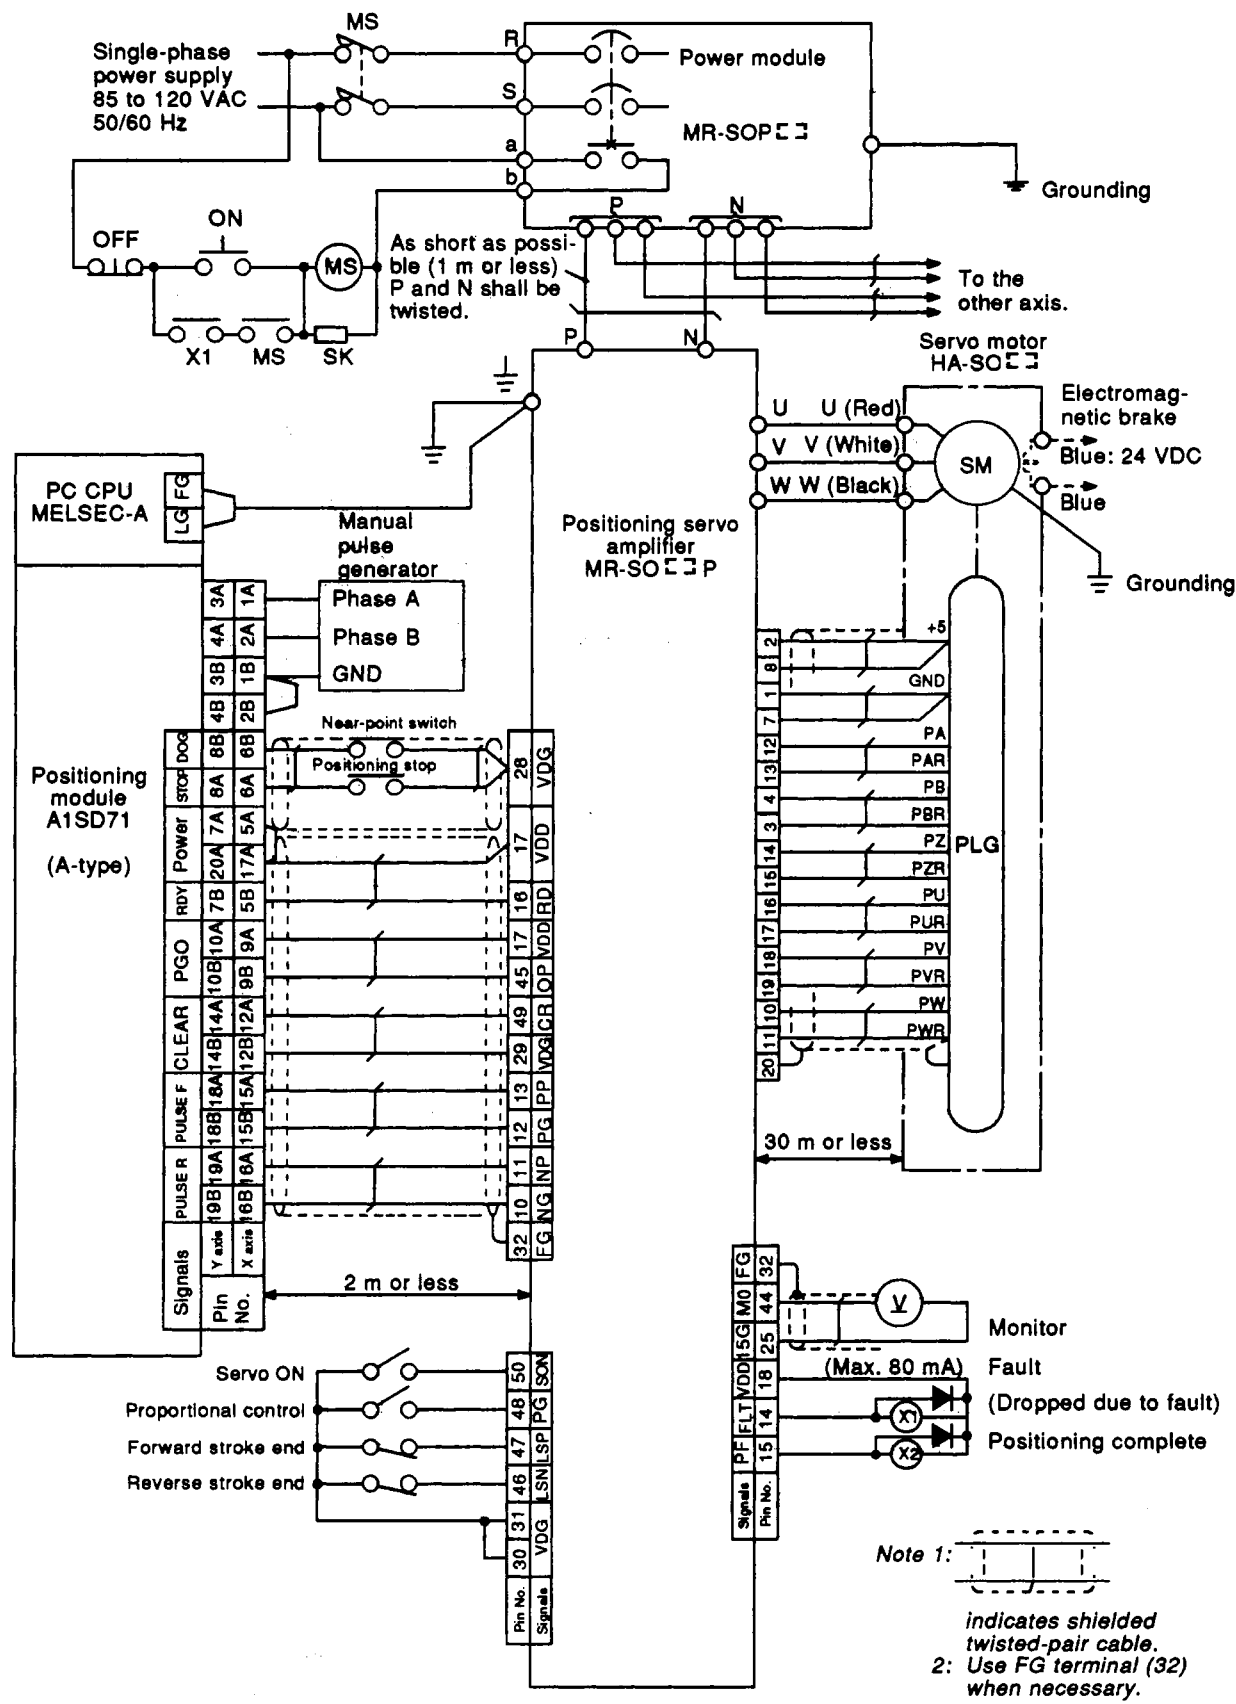 MS
Single-phase
power supply
85 to 120 VAC
50/60 Hz
R
S
a
b
Power module
MR-SOP
Grounding
P
N
OFF
ON
MS
X1
MS
SK
As short as possi-
ble (1 m or less)
P and N shall be
twisted.
To the
other axis.
P
N
Servo motor
HA-SO
Electromag-
netic brake
Blue: 24 VDC
Blue
U U (Red)
V V (White)
W W (Black)
SM
Grounding
PC CPU
MELSEC-A
FG
LG
Manual
pulse
generator
Phase A
Phase B
GND
Positioning servo
amplifier
MR-SO P
3A 1A
4A 2A
3B 1B
4B 2B
Positioning
module
A1SD71
(A-type)
DOG 8B 6B
STOP 8A 6A
Power 7A 5A
20A 17A
RDY 7B 5B
PGO 10A 9A
10B 9B
CLEAR 14A 12A
14B 12B
PULSE F 18A 15A
18B 15B
PULSE R 19A 16A
19B 16B
Signals
Y axis X axis
Pin No.
Near-point switch
Positioning stop
28 VDG
17 VDD
16 RD
17 VDD
45 OP
49 CR
29 VDG
13 PP
12 PG
11 NP
10 NG
32 FG
2 m or less
2 +5
8
1 GND
7
12 PA
13 PAR
4 PB
3 PBR
14 PZ
15 PZR
16 PU
17 PUR
18 PV
19 PVR
10 PW
11 PWR
20
PLG
30 m or less
Servo ON
Proportional control
Forward stroke end
Reverse stroke end
50 SON
48 PG
47 LSP
46 LSN
31
30 VDG
Pin No. Signals
FG 32
M0 44
15G 25
VDD 18
FLT 14
PF 15
Signals Pin No.
V
Monitor
(Max. 80 mA)
Fault
(Dropped due to fault)
X1
Positioning complete
X2
Note 1:
indicates shielded
twisted-pair cable.
2: Use FG terminal (32)
when necessary.